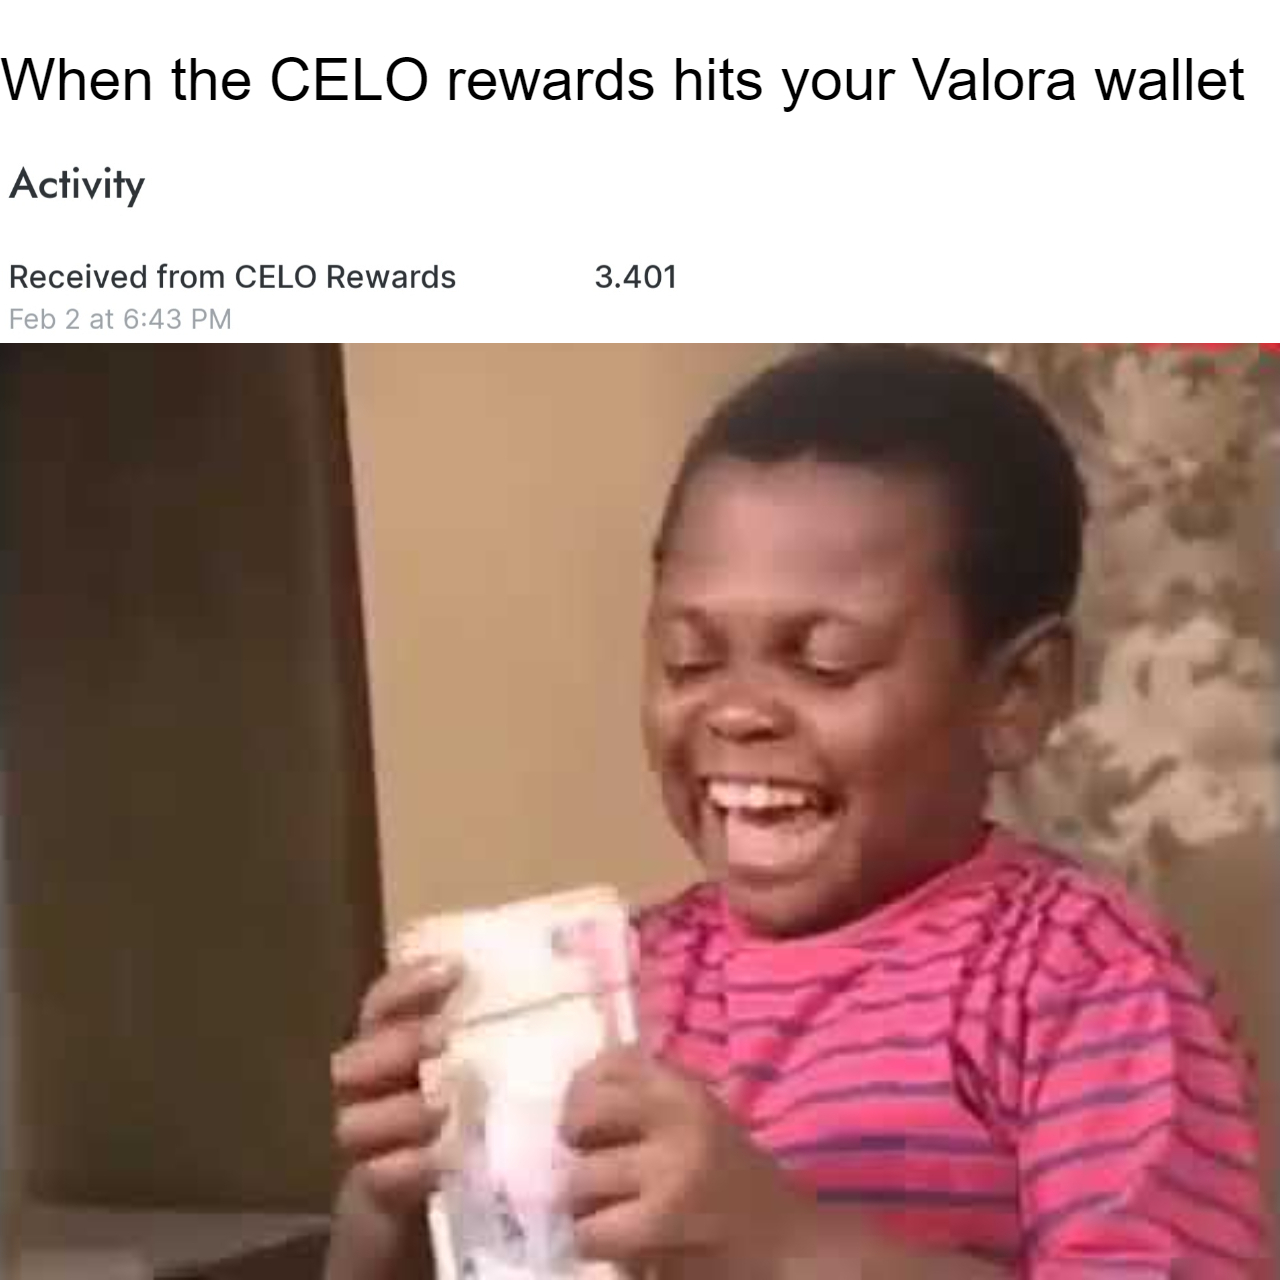 When the CELO rewards hits your Valora wallet
Activity
Received from CELO Rewards 3.401
Feb 2 at 6:43 PM